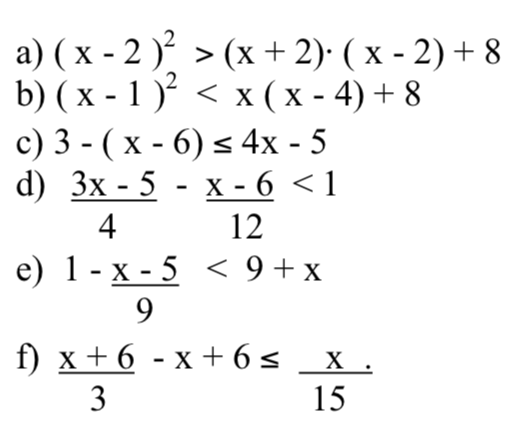 a) ( x - 2 )² > (x + 2)· ( x - 2) + 8
b) ( x - 1 )² < x ( x - 4) + 8
c) 3 - ( x - 6) ≤ 4x - 5
d) 3x - 5 - x - 6 < 1
4 12
e) 1 - x - 5 < 9 + x
9
f) x + 6 - x + 6 ≤ x .
3 15